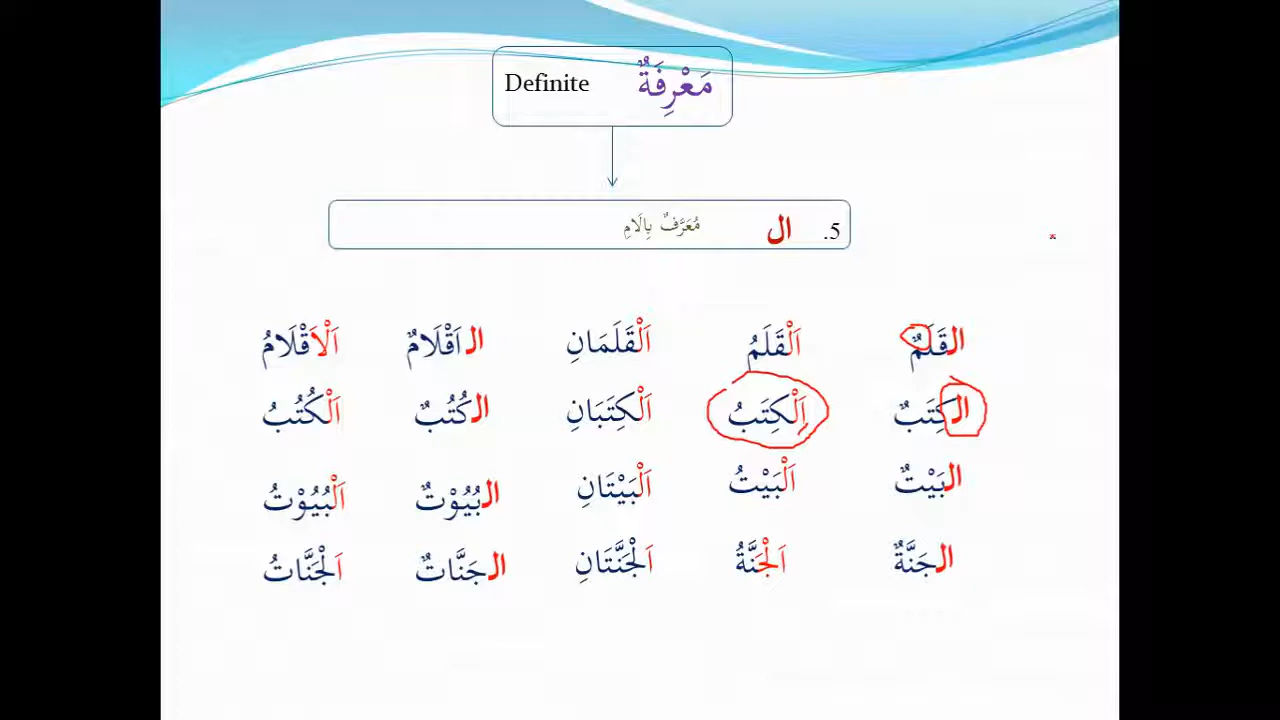 Definite مَعْرِفَةٌ
5. ال مُعَرَّفٌ بِالَامِ
القَلَمٌ اَلْقَلَمُ اَلْقَلَمَانِ ال اَقْلَامٌ اَلْاَقْلَامُ
الكِتَبٌ اَلْكِتَبُ اَلْكِتَبَانِ الكُتُبٌ اَلْكُتُبُ
البَيْتٌ اَلْبَيْتُ اَلْبَيْتَانِ البُيُوْتٌ اَلْبُيُوْتُ
الجَنَّةٌ اَلْجَنَّةُ اَلْجَنَّتَانِ الجَنَّاتٌ اَلْجَنَّاتُ